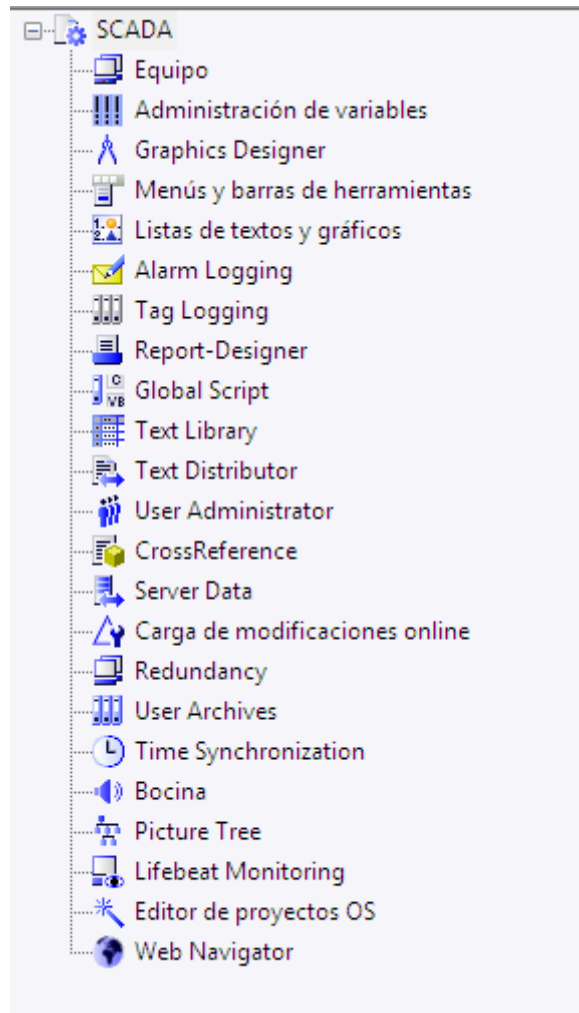 SCADA
Equipo
Administración de variables
Graphics Designer
Menús y barras de herramientas
Listas de textos y gráficos
Alarm Logging
Tag Logging
Report-Designer
Global Script
Text Library
Text Distributor
User Administrator
CrossReference
Server Data
Carga de modificaciones online
Redundancy
User Archives
Time Synchronization
Bocina
Picture Tree
Lifebeat Monitoring
Editor de proyectos OS
Web Navigator